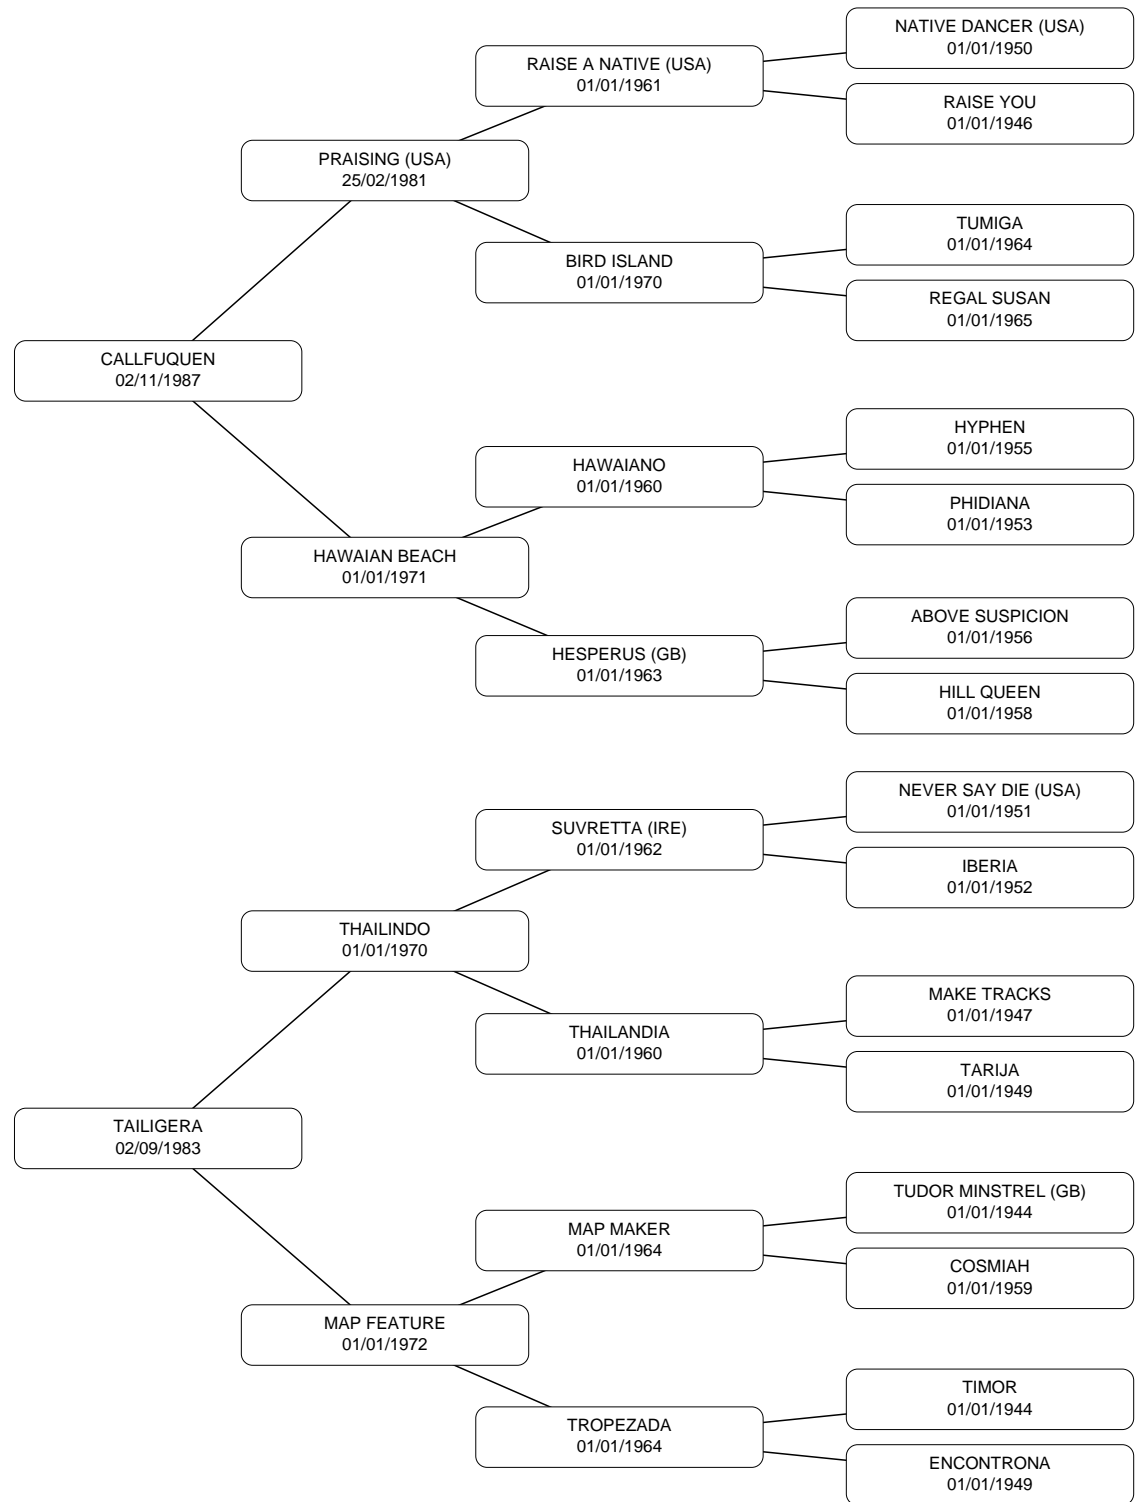 NATIVE DANCER (USA)
01/01/1950
RAISE A NATIVE (USA)
01/01/1961
RAISE YOU
01/01/1946
PRAISING (USA)
25/02/1981
TUMIGA
01/01/1964
BIRD ISLAND
01/01/1970
REGAL SUSAN
01/01/1965
CALLFUQUEN
02/11/1987
HYPHEN
01/01/1955
HAWAIANO
01/01/1960
PHIDIANA
01/01/1953
HAWAIAN BEACH
01/01/1971
ABOVE SUSPICION
01/01/1956
HESPERUS (GB)
01/01/1963
HILL QUEEN
01/01/1958
NEVER SAY DIE (USA)
01/01/1951
SUVRETTA (IRE)
01/01/1962
IBERIA
01/01/1952
THAILINDO
01/01/1970
MAKE TRACKS
01/01/1947
THAILANDIA
01/01/1960
TARIJA
01/01/1949
TAILIGERA
02/09/1983
TUDOR MINSTREL (GB)
01/01/1944
MAP MAKER
01/01/1964
COSMIAH
01/01/1959
MAP FEATURE
01/01/1972
TIMOR
01/01/1944
TROPEZADA
01/01/1964
ENCONTRONA
01/01/1949